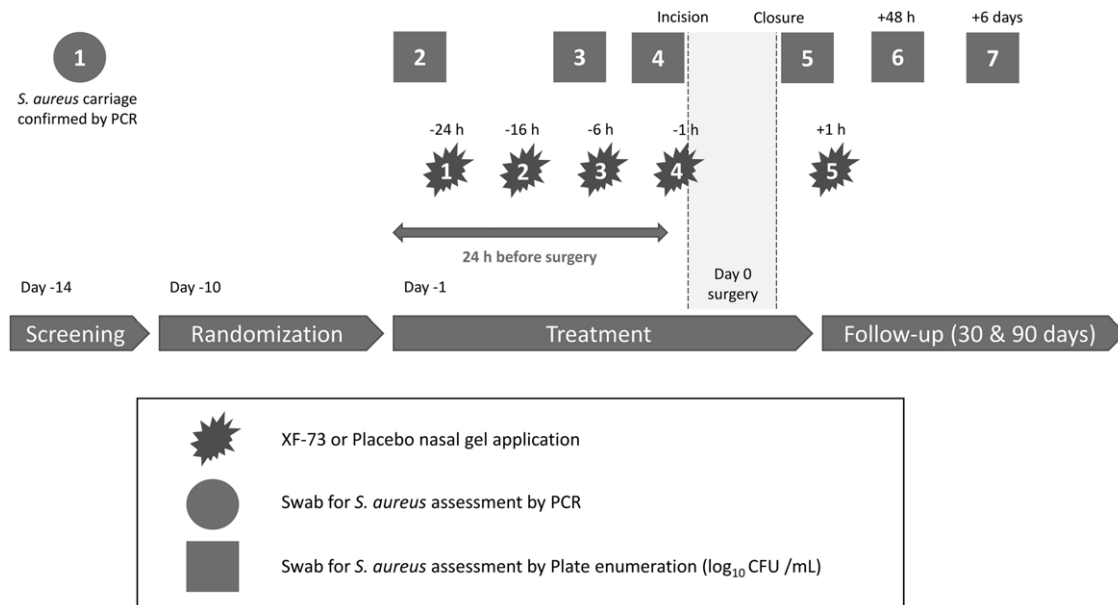 Incision Closure +48 h +6 days
1 2 3 4 5 6 7
S. aureus carriage
confirmed by PCR
-24 h -16 h -6 h -1 h +1 h
1 2 3 4 5
24 h before surgery
Day -14 Day -10 Day -1 Day 0
surgery
Screening Randomization Treatment Follow-up (30 & 90 days)
XF-73 or Placebo nasal gel application
Swab for S. aureus assessment by PCR
Swab for S. aureus assessment by Plate enumeration (log₁₀ CFU /mL)